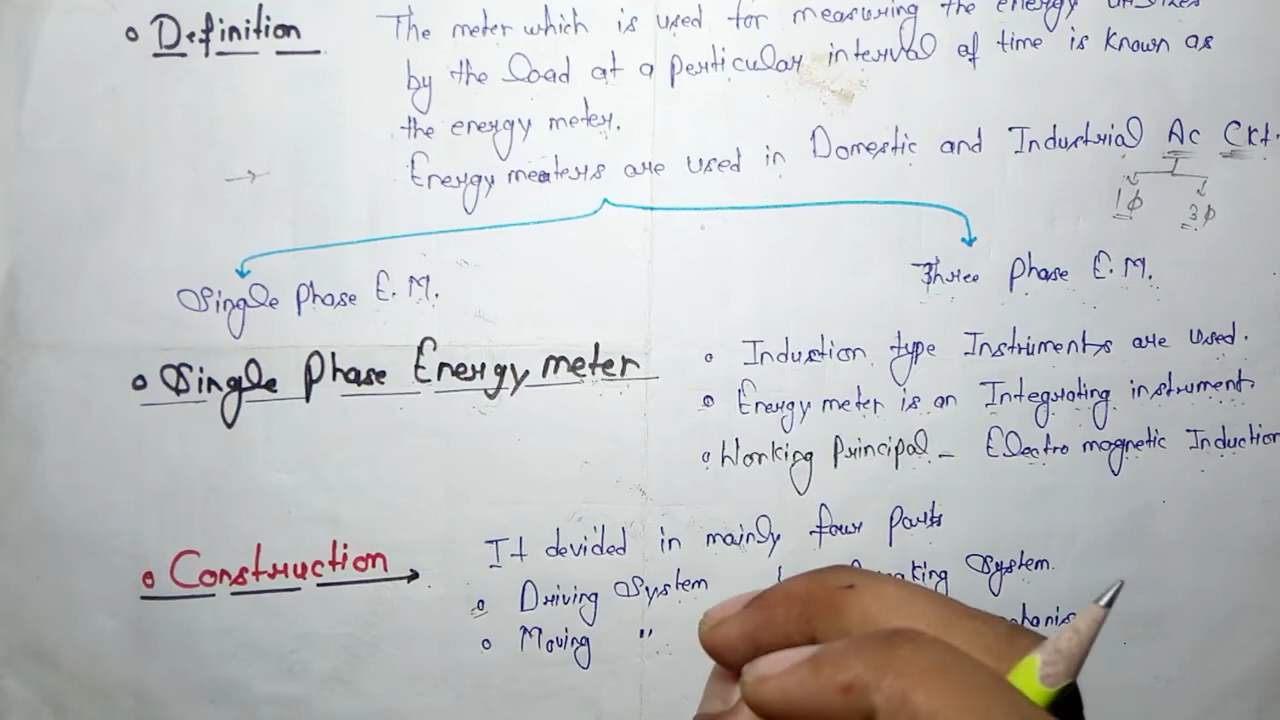 Definition
The meter which is used for measuring the energy
by the load at a perticular interval of time is known as
the energy meter.
Energy meaters are used in Domestic and Industrial Ac Ckt.
1φ
3φ
Single Phase E.M.
Three Phase E.M.
Single Phase Energy meter
Industion type Instruments are used.
Energy meter is an Integrating instrument.
Working Principal - Electro magnetic Induction
Construction
It devided in mainly four Parts
Driving System
System.
Moving "